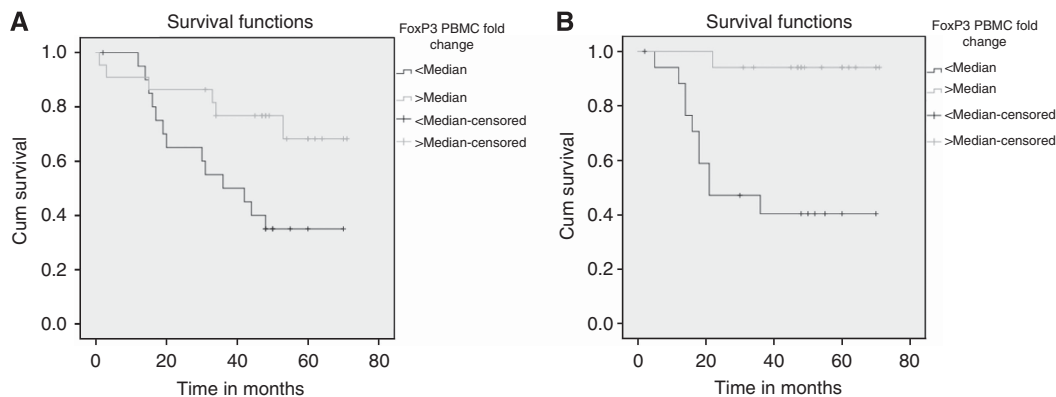 A
Survival functions
FoxP3 PBMC fold
change
<Median
>Median
<Median-censored
>Median-censored
1.0
0.8
0.6
0.4
0.2
0.0
Cum survival
0
20
40
60
80
Time in months
B
Survival functions
FoxP3 PBMC fold
change
<Median
>Median
<Median-censored
>Median-censored
1.0
0.8
0.6
0.4
0.2
0.0
Cum survival
0
20
40
60
80
Time in months